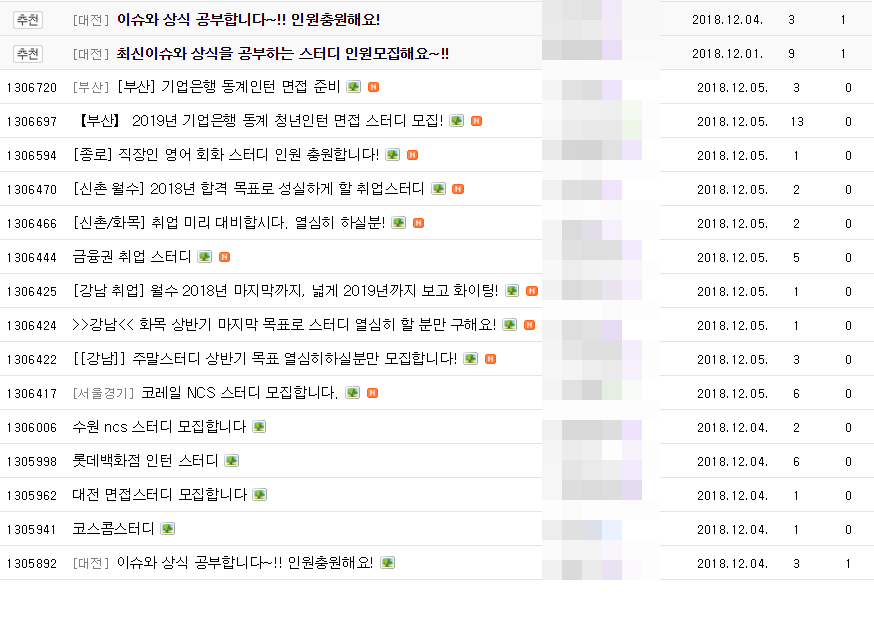 추천 [대전] 이슈와 상식 공부합니다~!! 인원충원해요! 2018.12.04. 3 1
추천 [대전] 최신이슈와 상식을 공부하는 스터디 인원모집해요~!! 2018.12.01. 9 1
1306720 [부산] [부산] 기업은행 동계인턴 면접 준비 N 2018.12.05. 3 0
1306697 【부산】 2019년 기업은행 동계 청년인턴 면접 스터디 모집! N 2018.12.05. 13 0
1306594 [종로] 직장인 영어 회화 스터디 인원 충원합니다! N 2018.12.05. 1 0
1306470 [신촌 월수] 2018년 합격 목표로 성실하게 할 취업스터디 N 2018.12.05. 2 0
1306466 [신촌/화목] 취업 미리 대비합시다. 열심히 하실분! N 2018.12.05. 2 0
1306444 금융권 취업 스터디 N 2018.12.05. 5 0
1306425 [강남 취업] 월수 2018년 마지막까지, 넓게 2019년까지 보고 화이팅! N 2018.12.05. 1 0
1306424 >>강남<< 화목 상반기 마지막 목표로 스터디 열심히 할 분만 구해요! N 2018.12.05. 1 0
1306422 [[강남]] 주말스터디 상반기 목표 열심히하실분만 모집합니다! N 2018.12.05. 3 0
1306417 [서울경기] 코레일 NCS 스터디 모집합니다. N 2018.12.05. 6 0
1306006 수원 ncs 스터디 모집합니다 2018.12.04. 2 0
1305998 롯데백화점 인턴 스터디 2018.12.04. 6 0
1305962 대전 면접스터디 모집합니다 2018.12.04. 1 0
1305941 코스콤스터디 2018.12.04. 1 0
1305892 [대전] 이슈와 상식 공부합니다~!! 인원충원해요! 2018.12.04. 3 1